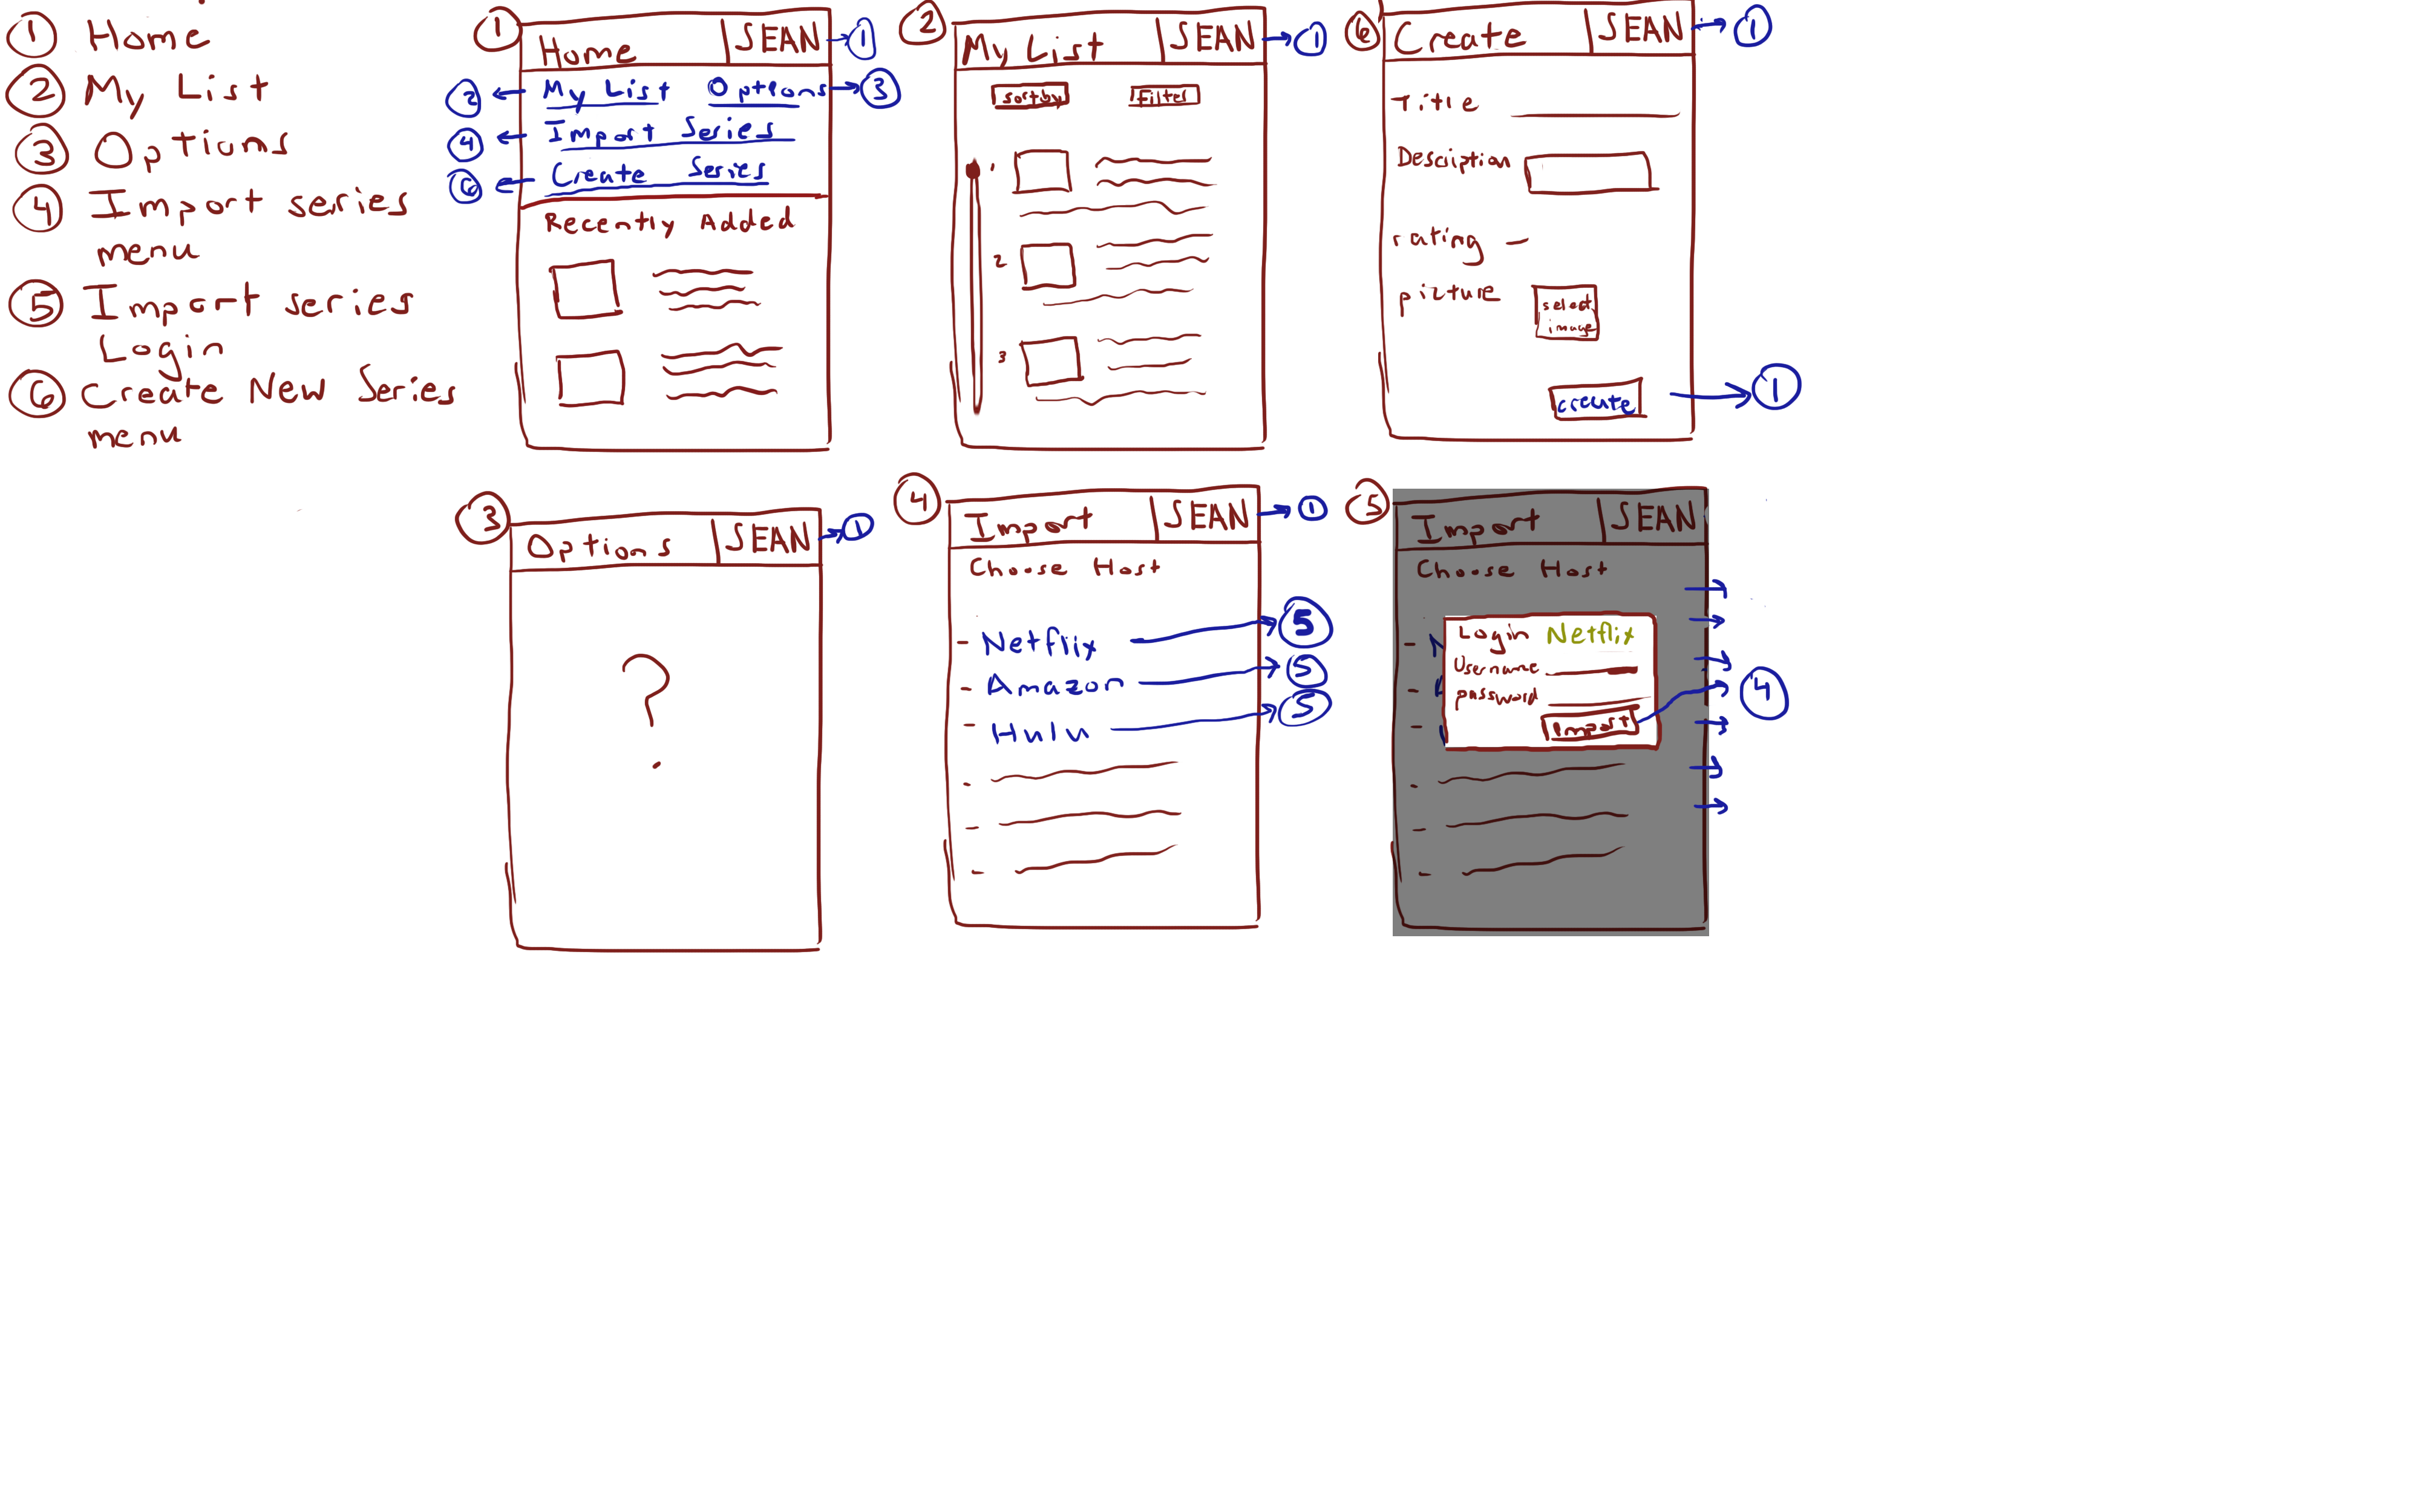 1 Home
2 My List
3 Options
4 Import series
menu
5 Import series
Login
6 Create New Series
menu
1
Home SEAN 1
2 My List Options 3
4 Import Series
6 Create Series
Recently Added
2
My List SEAN 1
sortby Filter
1
2
3
6
Create SEAN 1
Title
Desciption
rating
picture select
image
create 1
3
Options SEAN 1
?
4
Import SEAN 1
Choose Host
- Netflix 5
- Amazon 5
- Hulu 5
-
-
-
5
Import SEAN
Choose Host
Login Netflix
Username
password
Import 4